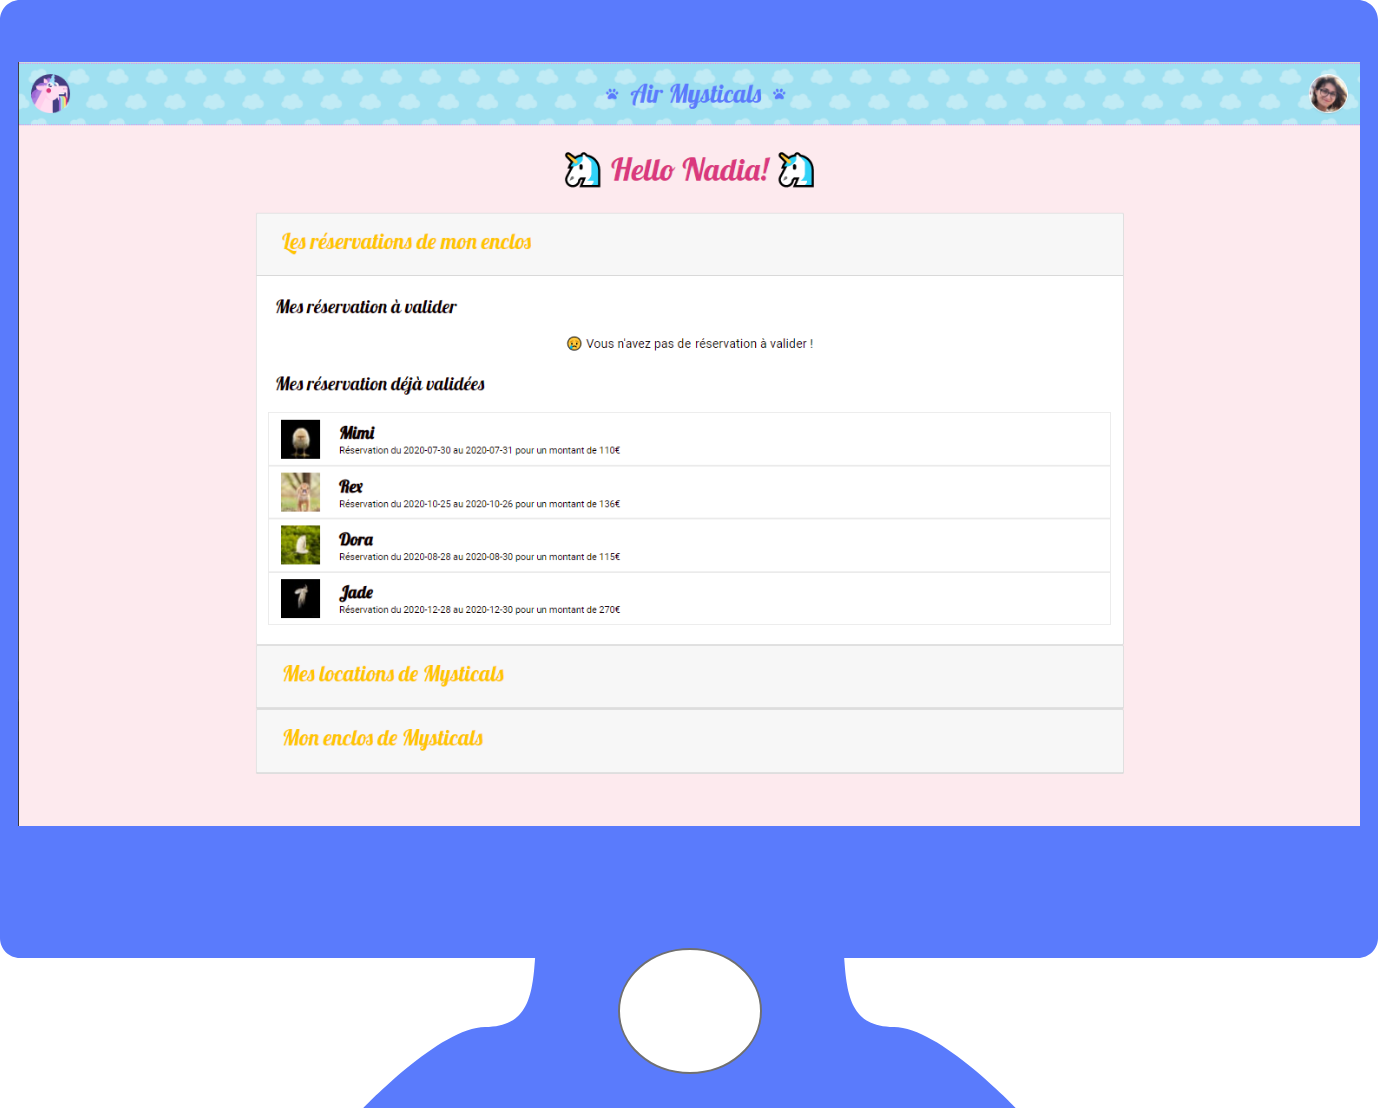 Air Mysticals
Hello Nadia!
Les réservations de mon enclos
Mes réservation à valider
Vous n'avez pas de réservation à valider !
Mes réservation déjà validées
Mimi
Réservation du 2020-07-30 au 2020-07-31 pour un montant de 110€
Rex
Réservation du 2020-10-25 au 2020-10-26 pour un montant de 136€
Dora
Réservation du 2020-08-28 au 2020-08-30 pour un montant de 115€
Jade
Réservation du 2020-12-28 au 2020-12-30 pour un montant de 270€
Mes locations de Mysticals
Mon enclos de Mysticals